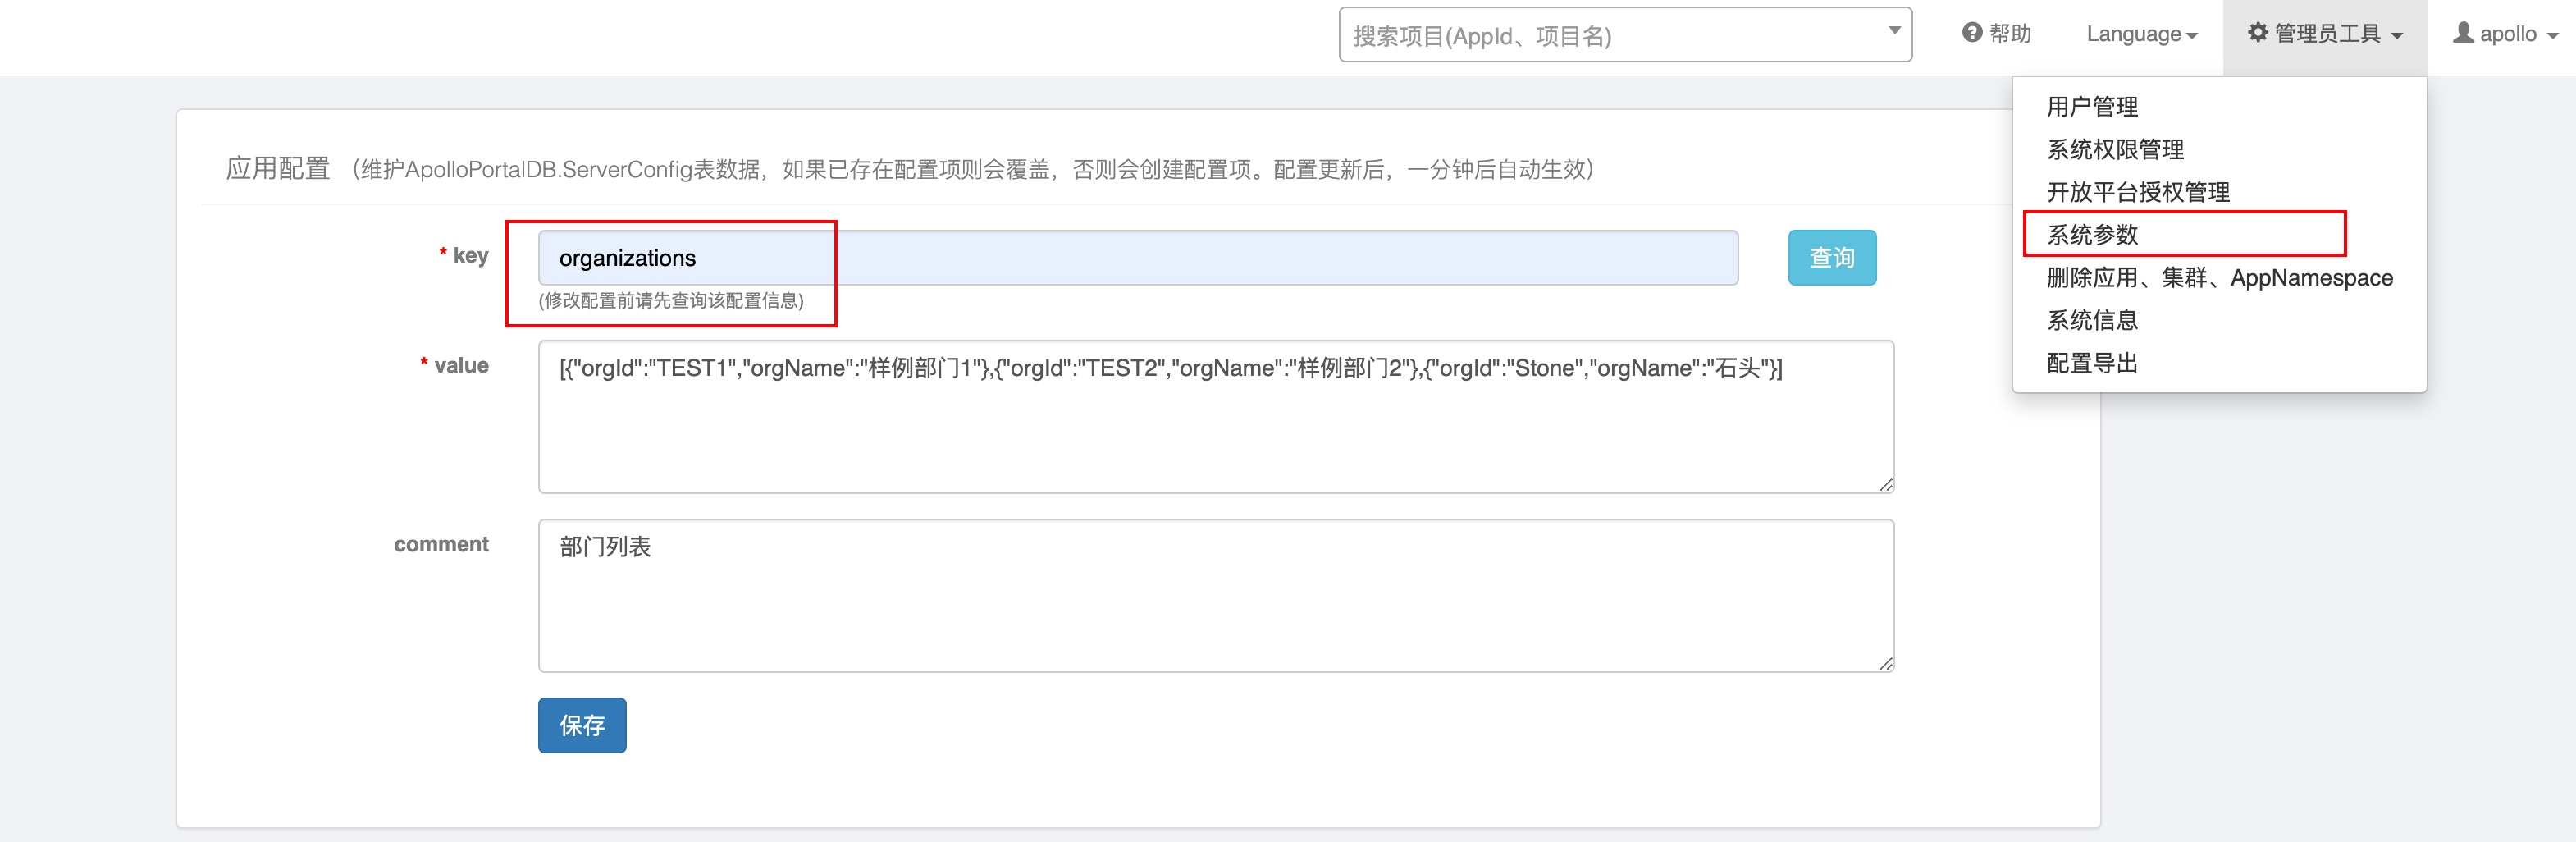 搜索项目(AppId、项目名)
帮助
Language
管理员工具
apollo
用户管理
系统权限管理
开放平台授权管理
系统参数
删除应用、集群、AppNamespace
系统信息
配置导出
应用配置 (维护ApolloPortalDB.ServerConfig表数据，如果已存在配置项则会覆盖，否则会创建配置项。配置更新后，一分钟后自动生效)
* key
organizations
查询
(修改配置前请先查询该配置信息)
* value
[{"orgId":"TEST1","orgName":"样例部门1"},{"orgId":"TEST2","orgName":"样例部门2"},{"orgId":"Stone","orgName":"石头"}]
comment
部门列表
保存